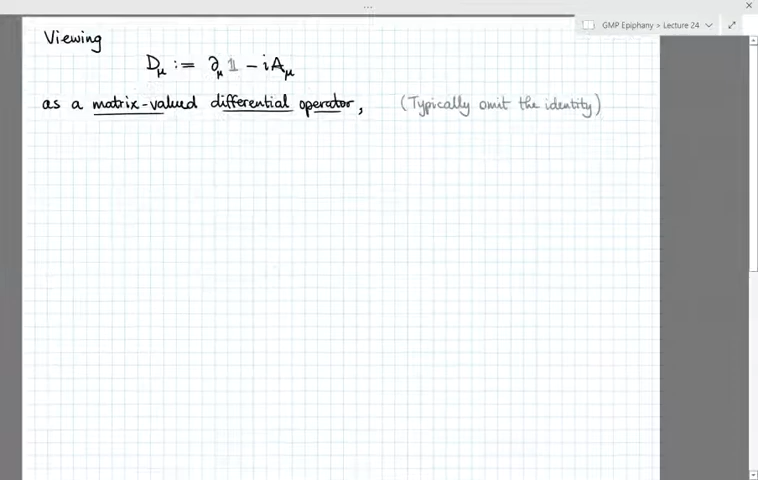 GMP Epiphany > Lecture 24
Viewing
D_μ := ∂_μ 𝟙 - iA_μ
as a matrix-valued differential operator, (Typically omit the identity)